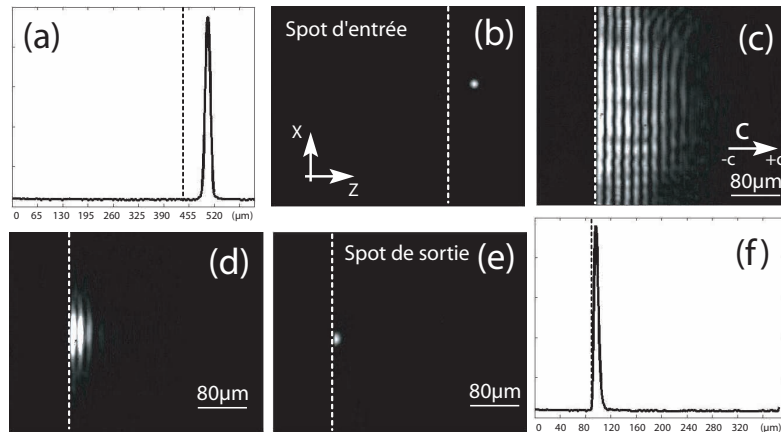 (a)
0 65 130 195 260 325 390 455 520 (µm)
Spot d'entrée
(b)
X
Z
(c)
C
-c +c
80µm
(d)
80µm
Spot de sortie
(e)
80µm
(f)
0 40 80 120 160 200 240 280 320 (µm)